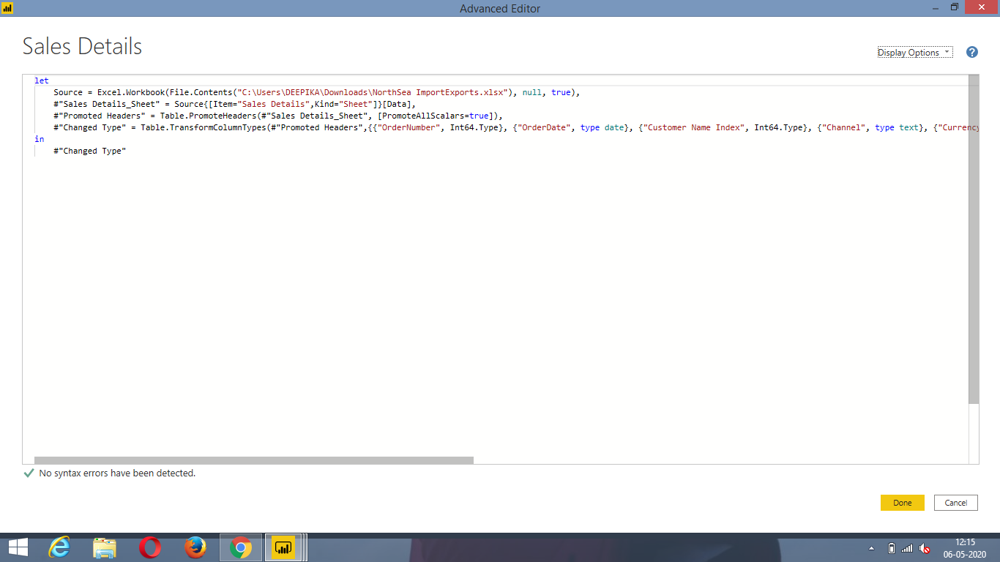 Advanced Editor
Sales Details
Display Options
?
let
Source = Excel.Workbook(File.Contents("C:\Users\DEEPIKA\Downloads\NorthSea ImportExports.xlsx"), null, true),
#"Sales Details_Sheet" = Source{[Item="Sales Details",Kind="Sheet"]}[Data],
#"Promoted Headers" = Table.PromoteHeaders(#"Sales Details_Sheet", [PromoteAllScalars=true]),
#"Changed Type" = Table.TransformColumnTypes(#"Promoted Headers",{{"OrderNumber", Int64.Type}, {"OrderDate", type date}, {"Customer Name Index", Int64.Type}, {"Channel", type text}, {"Currency
in
#"Changed Type"
No syntax errors have been detected.
Done
Cancel
12:15
06-05-2020